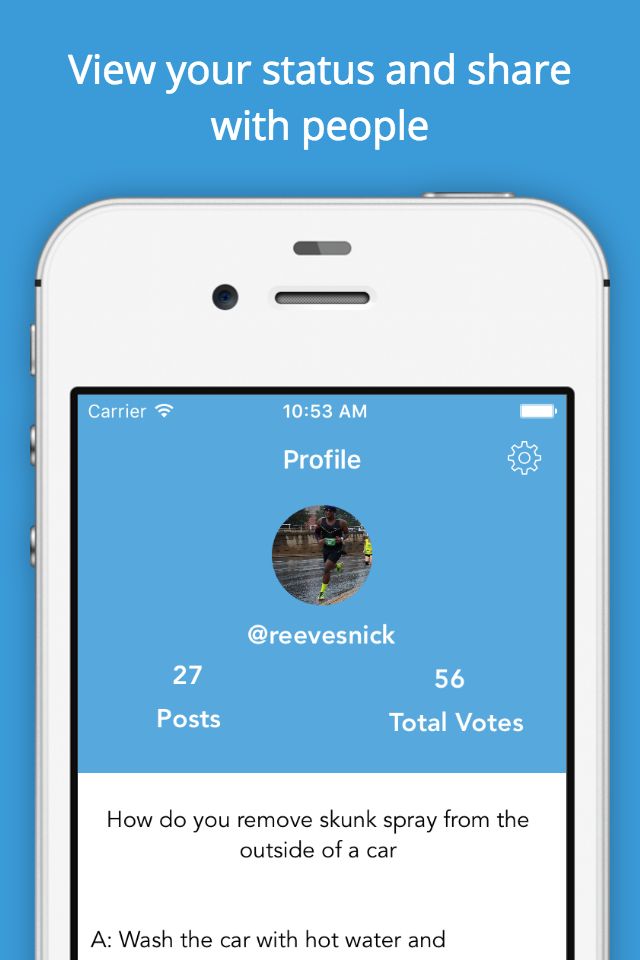 View your status and share
with people
Carrier 10:53 AM
Profile
@reevesnick
27 56
Posts Total Votes
How do you remove skunk spray from the
outside of a car
A: Wash the car with hot water and